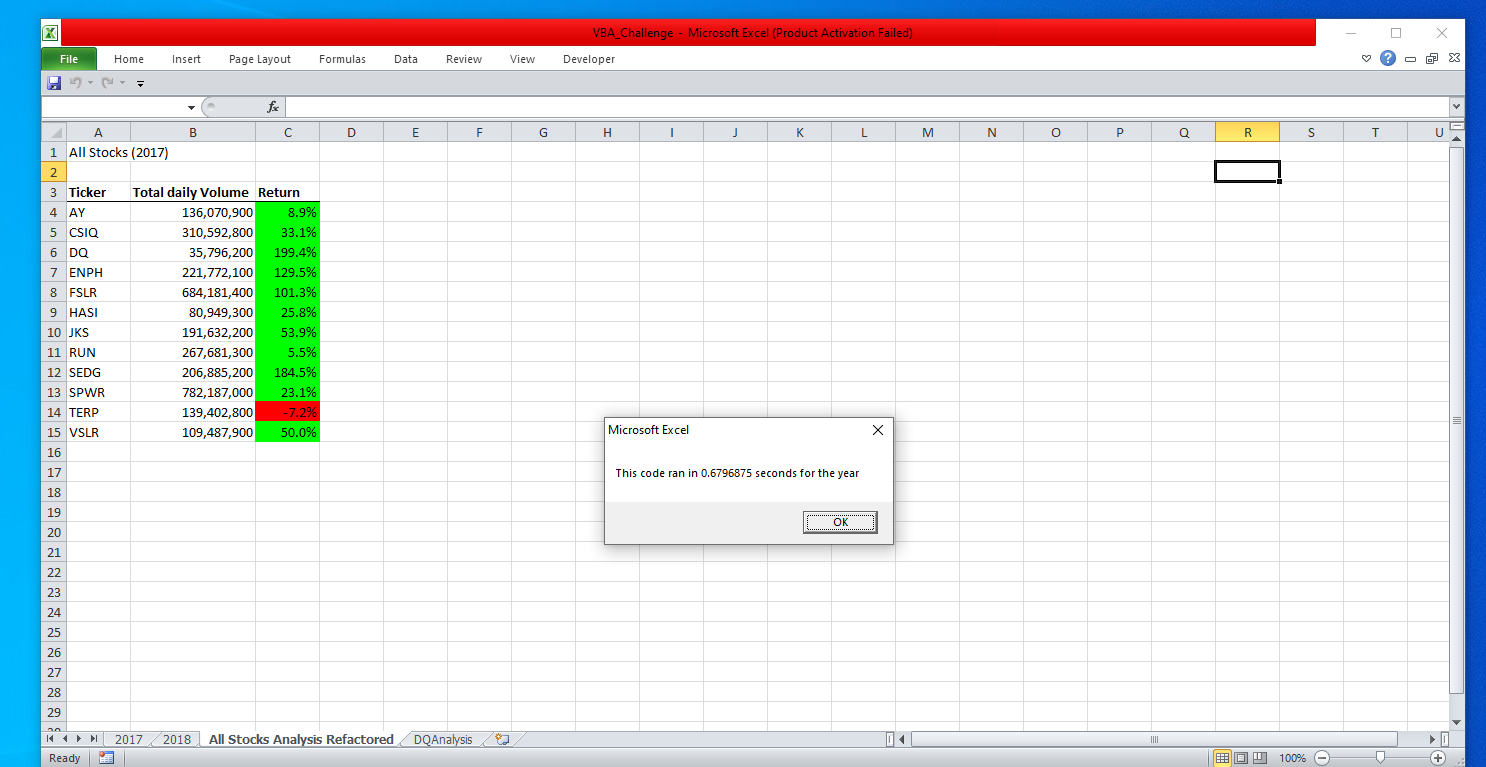 VBA_Challenge - Microsoft Excel (Product Activation Failed)
File Home Insert Page Layout Formulas Data Review View Developer
fx
A B C D E F G H I J K L M N O P Q R S T U
1 All Stocks (2017)
2
3 Ticker Total daily Volume Return
4 AY 136,070,900 8.9%
5 CSIQ 310,592,800 33.1%
6 DQ 35,796,200 199.4%
7 ENPH 221,772,100 129.5%
8 FSLR 684,181,400 101.3%
9 HASI 80,949,300 25.8%
10 JKS 191,632,200 53.9%
11 RUN 267,681,300 5.5%
12 SEDG 206,885,200 184.5%
13 SPWR 782,187,000 23.1%
14 TERP 139,402,800 -7.2%
15 VSLR 109,487,900 50.0%
Microsoft Excel
This code ran in 0.6796875 seconds for the year
OK
16
17
18
19
20
21
22
23
24
25
26
27
28
29
2017 2018 All Stocks Analysis Refactored DQAnalysis
Ready 100%